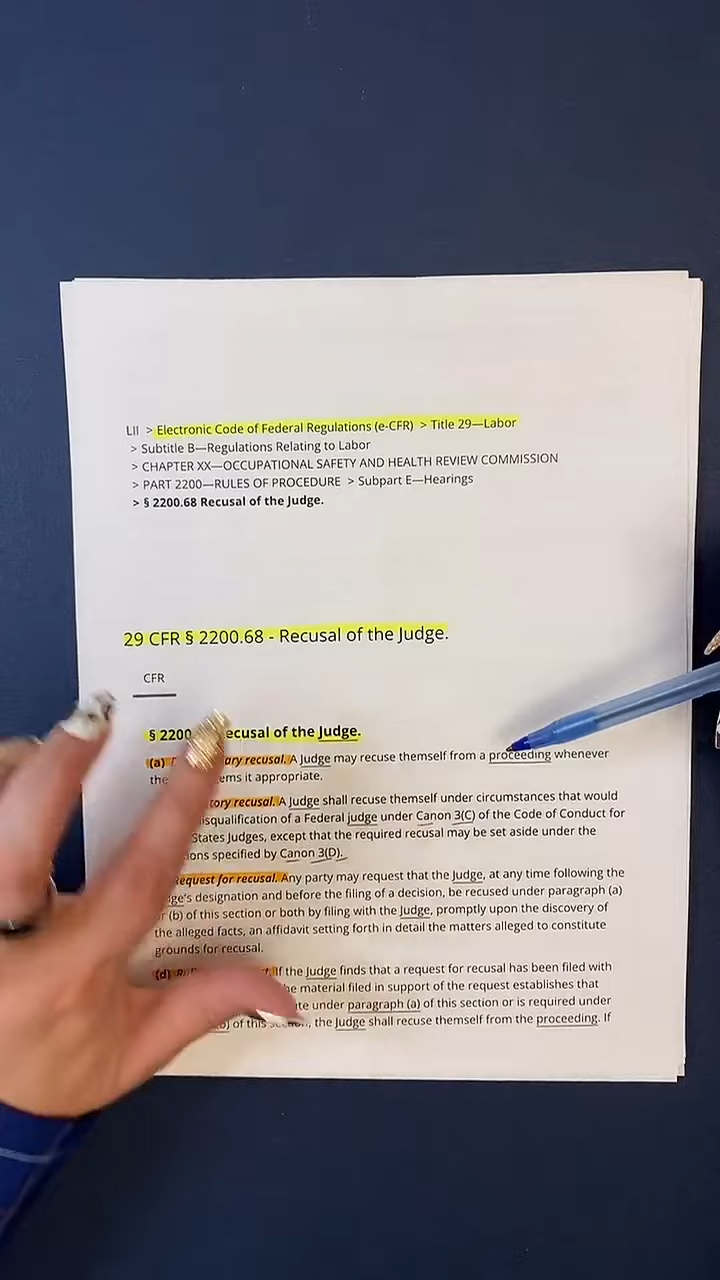 LII > Electronic Code of Federal Regulations (e-CFR) > Title 29—Labor
> Subtitle B—Regulations Relating to Labor
> CHAPTER XX—OCCUPATIONAL SAFETY AND HEALTH REVIEW COMMISSION
> PART 2200—RULES OF PROCEDURE > Subpart E—Hearings
> § 2200.68 Recusal of the Judge.
29 CFR § 2200.68 - Recusal of the Judge.
CFR
§ 2200 ecusal of the Judge.
(a) ary recusal. A Judge may recuse themself from a proceeding whenever
the ems it appropriate.
tory recusal. A Judge shall recuse themself under circumstances that would
isqualification of a Federal judge under Canon 3(C) of the Code of Conduct for
States Judges, except that the required recusal may be set aside under the
ons specified by Canon 3(D).
equest for recusal. Any party may request that the Judge, at any time following the
ge's designation and before the filing of a decision, be recused under paragraph (a)
r (b) of this section or both by filing with the Judge, promptly upon the discovery of
the alleged facts, an affidavit setting forth in detail the matters alleged to constitute
grounds for recusal.
(d) If the Judge finds that a request for recusal has been filed with
he material filed in support of the request establishes that
te under paragraph (a) of this section or is required under
of this section, the Judge shall recuse themself from the proceeding. If